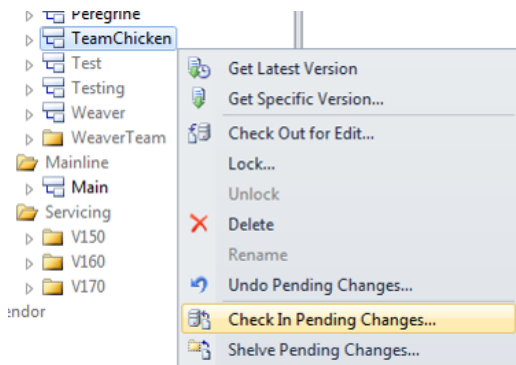 Peregrine
TeamChicken
Test
Testing
Weaver
WeaverTeam
Mainline
Main
Servicing
V150
V160
V170
endor
Get Latest Version
Get Specific Version...
Check Out for Edit...
Lock...
Unlock
Delete
Rename
Undo Pending Changes...
Check In Pending Changes...
Shelve Pending Changes...